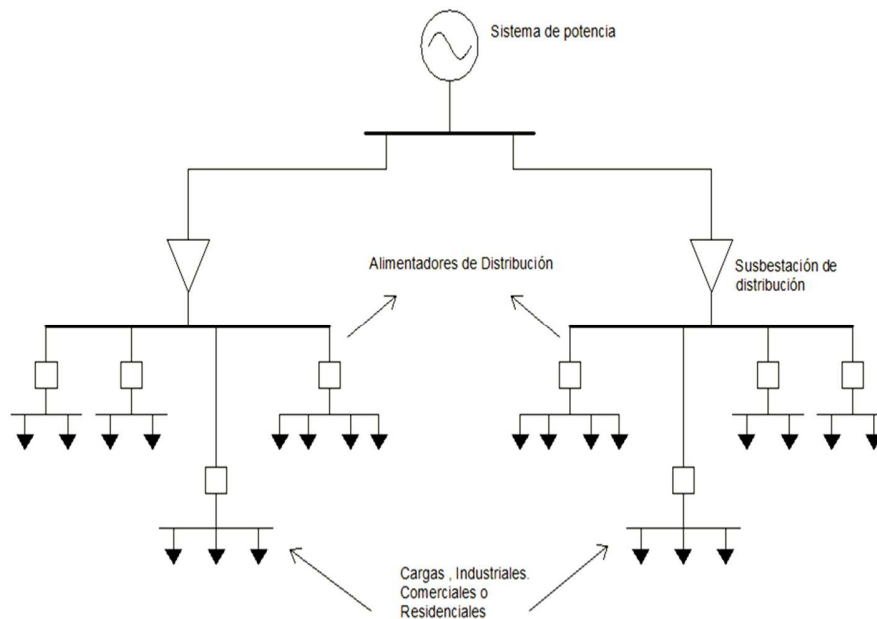 Sistema de potencia
Alimentadores de Distribución
Susbestación de
distribución
Cargas , Industriales.
Comerciales o
Residenciales